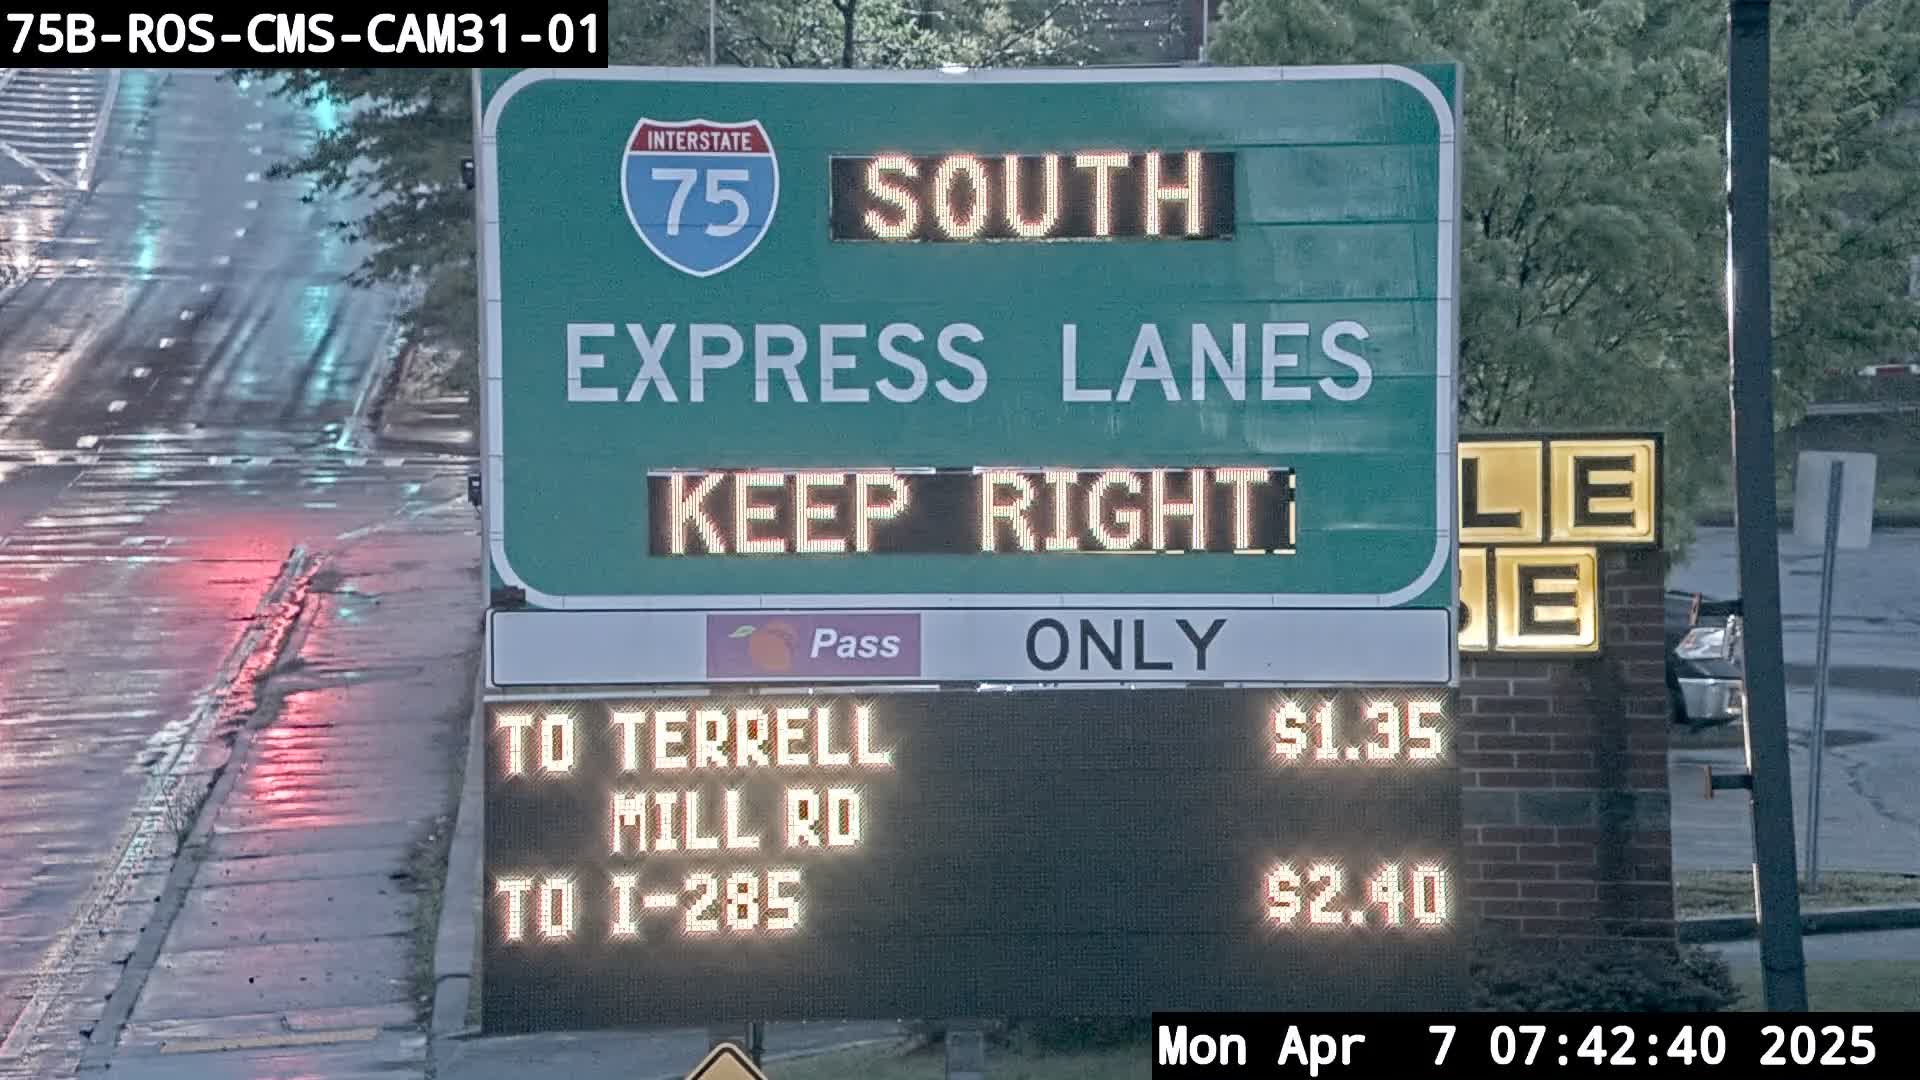 75B-ROS-CMS-CAM31-01
INTERSTATE
75
SOUTH
EXPRESS LANES
KEEP RIGHT
Pass ONLY
TO TERRELL $1.35
MILL RD
TO I-285 $2.40
LE
E
Mon Apr 7 07:42:40 2025